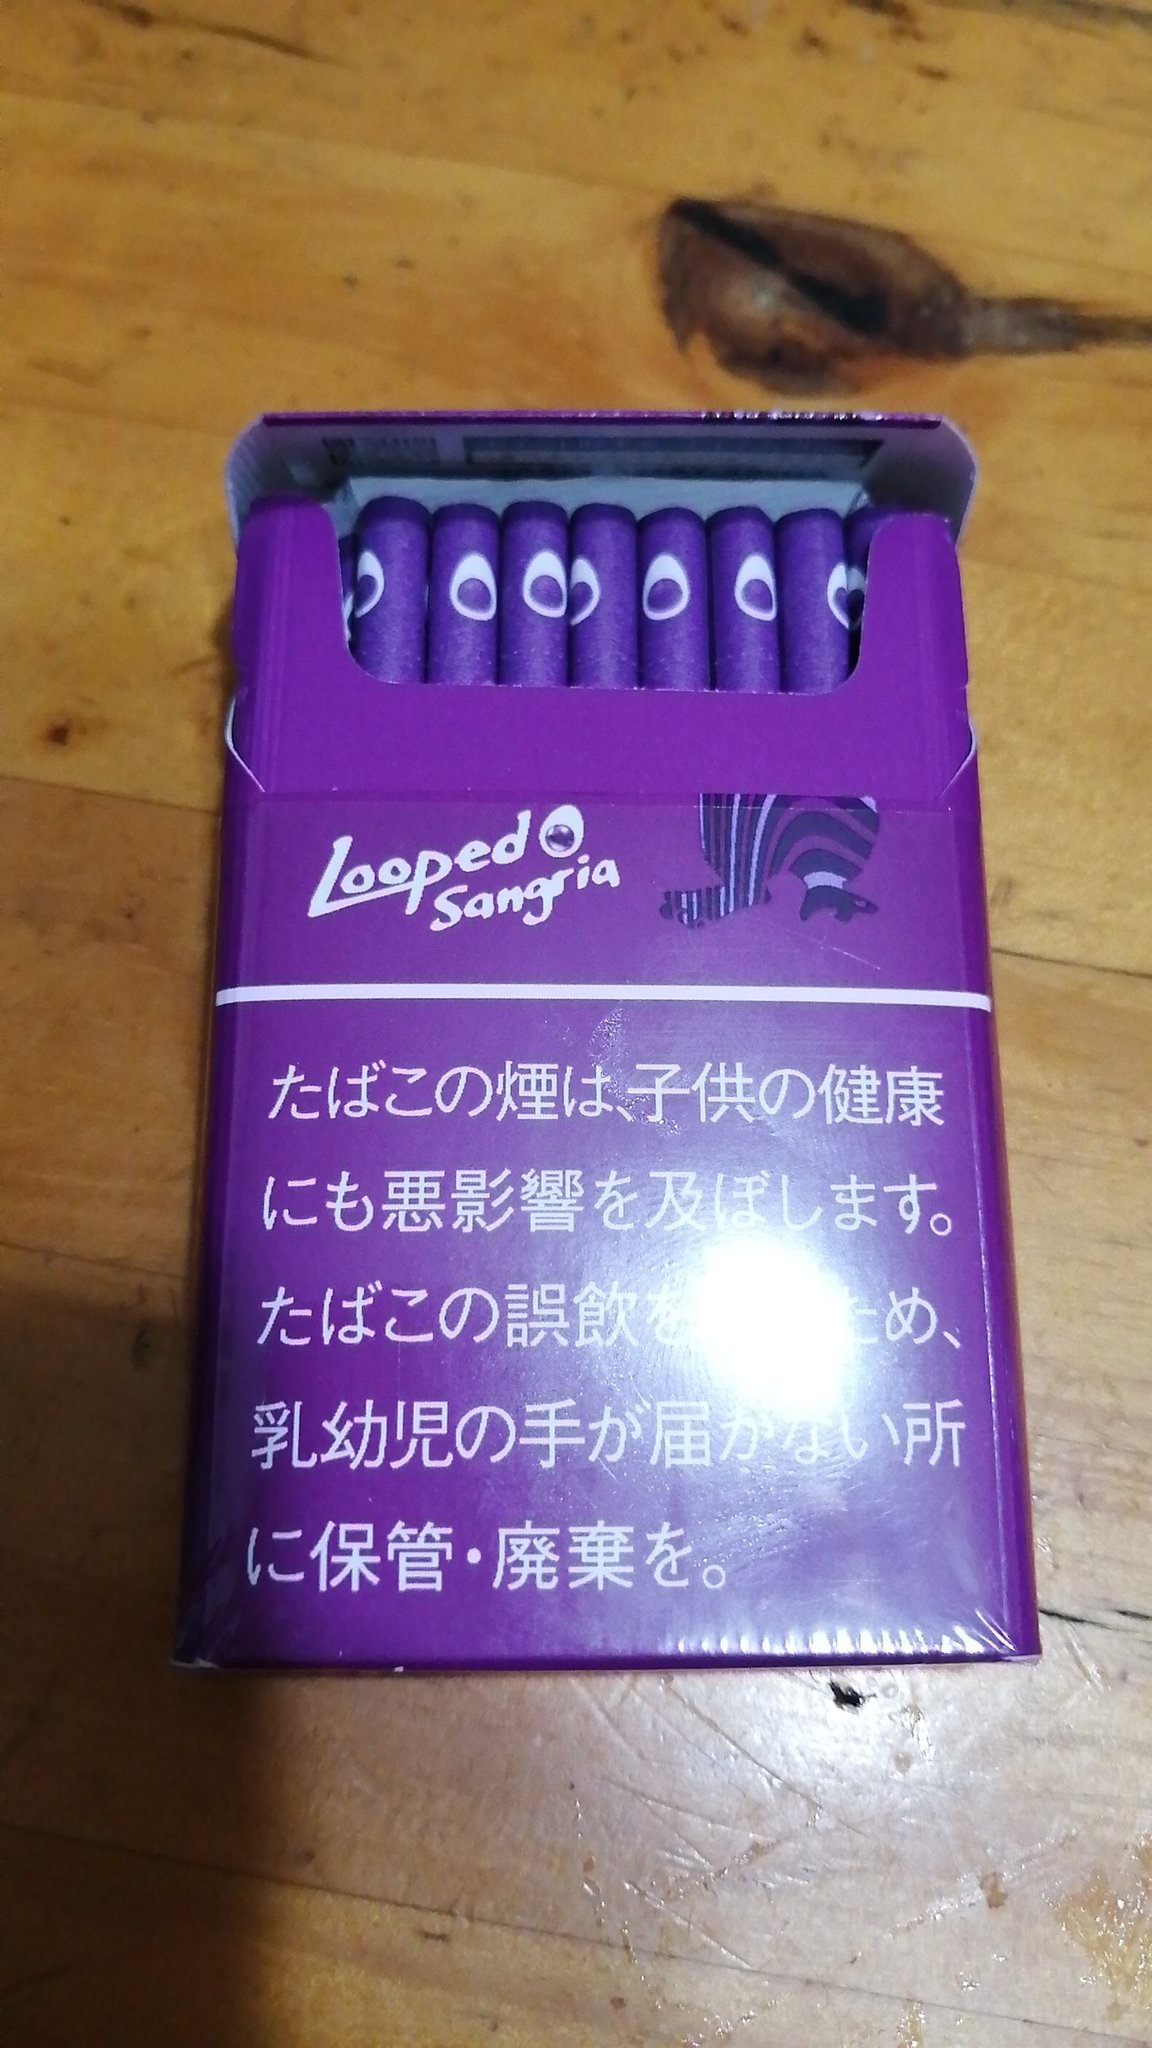 Looped
Sangria
たばこの煙は、子供の健康
にも悪影響を及ぼします。
たばこの誤飲を ため、
乳幼児の手が届かない所
に保管・廃棄を。